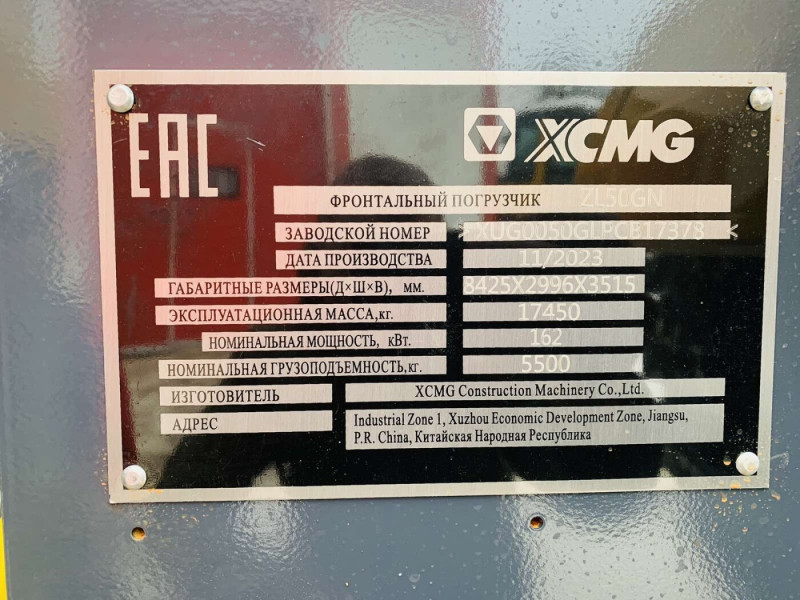 EAC
XCMG
ФРОНТАЛЬНЫЙ ПОГРУЗЧИК ZL50GN
ЗАВОДСКОЙ НОМЕР *XUG0050GLPCB17378*
ДАТА ПРОИЗВОДСТВА 11/2023
ГАБАРИТНЫЕ РАЗМЕРЫ(Д×Ш×В), мм. 8425X2996X3515
ЭКСПЛУАТАЦИОННАЯ МАССА,кг. 17450
НОМИНАЛЬНАЯ МОЩНОСТЬ, кВт. 162
НОМИНАЛЬНАЯ ГРУЗОПОДЪЕМНОСТЬ,кг. 5500
ИЗГОТОВИТЕЛЬ XCMG Construction Machinery Co.,Ltd.
АДРЕС Industrial Zone 1, Xuzhou Economic Development Zone, Jiangsu,
P.R. China, Китайская Народная Республика